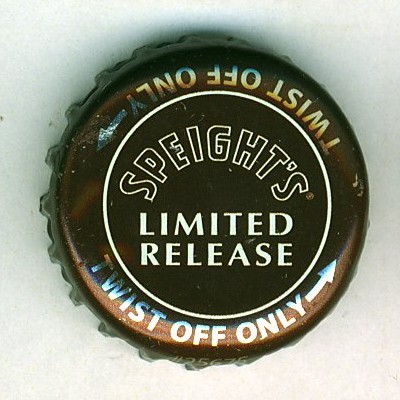 TWIST OFF ONLY
SPEIGHT'S®
LIMITED
RELEASE
TWIST OFF ONLY